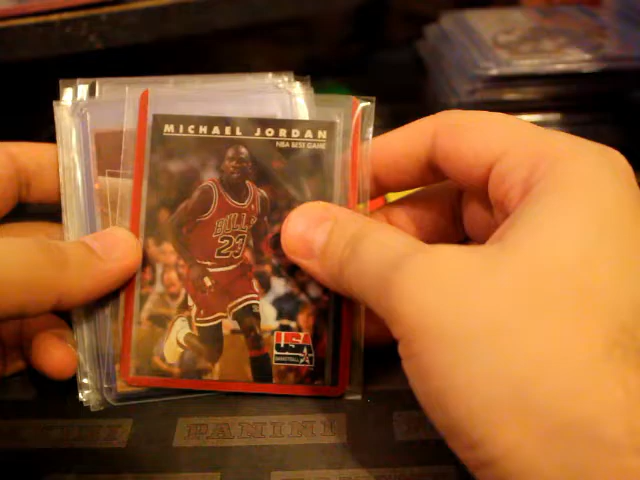 MICHAEL JORDAN
NBA BEST GAME
BULLS
23
USA
BASKETBALL
PANINI